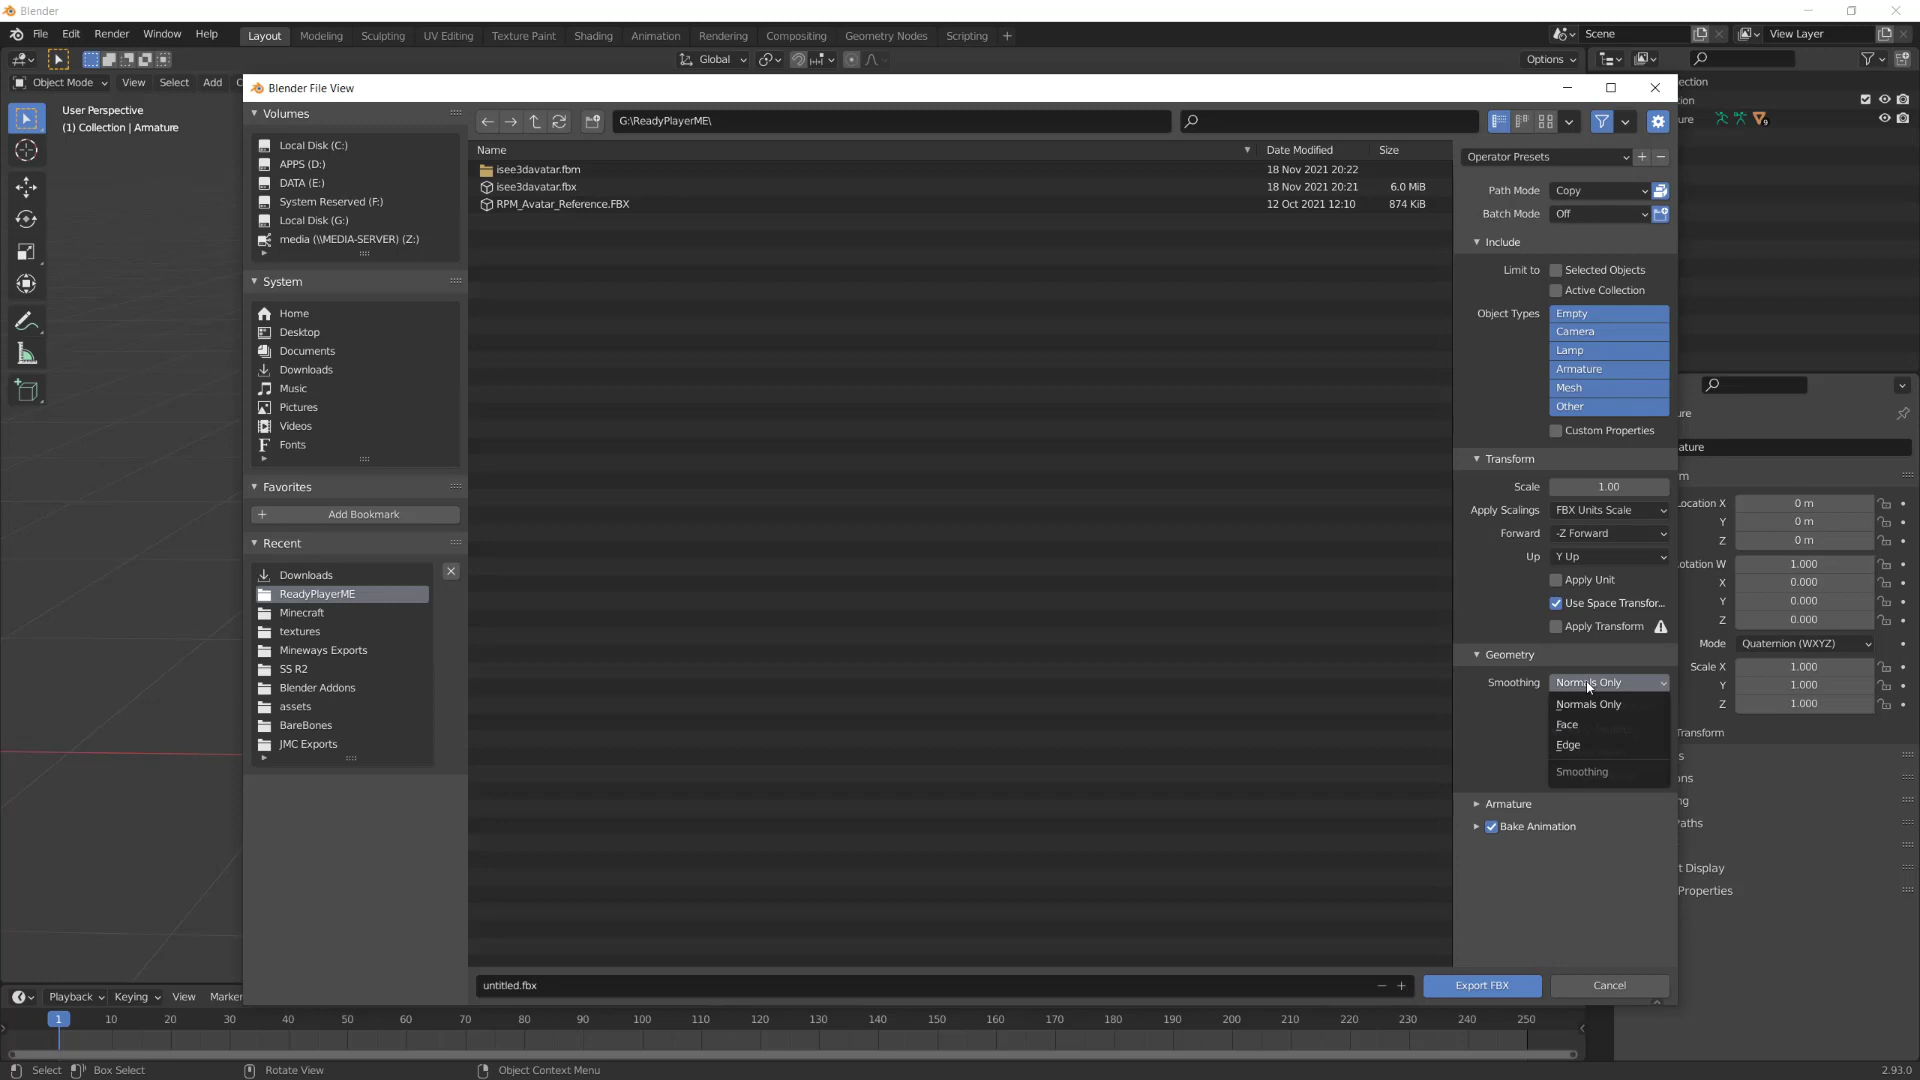 Blender
File Edit Render Window Help Layout Modeling Sculpting UV Editing Texture Paint Shading Animation Rendering Compositing Geometry Nodes Scripting + Scene View Layer
Global Options
Object Mode View Select Add
User Perspective
(1) Collection | Armature
Blender File View
Volumes
Local Disk (C:)
APPS (D:)
DATA (E:)
System Reserved (F:)
Local Disk (G:)
media (\\MEDIA-SERVER) (Z:)
System
Home
Desktop
Documents
Downloads
Music
Pictures
Videos
Fonts
Favorites
Add Bookmark
Recent
Downloads
ReadyPlayerME
Minecraft
textures
Mineways Exports
SS R2
Blender Addons
assets
BareBones
JMC Exports
G:\ReadyPlayerME\
Name Date Modified Size
isee3davatar.fbm 18 Nov 2021 20:22
isee3davatar.fbx 18 Nov 2021 20:21 6.0 MiB
RPM_Avatar_Reference.FBX 12 Oct 2021 12:10 874 KiB
untitled.fbx
Operator Presets
Path Mode Copy
Batch Mode Off
Include
Limit to Selected Objects
Active Collection
Object Types Empty
Camera
Lamp
Armature
Mesh
Other
Custom Properties
Transform
Scale 1.00
Apply Scalings FBX Units Scale
Forward -Z Forward
Up Y Up
Apply Unit
Use Space Transfor...
Apply Transform
Geometry
Smoothing Normals Only
Normals Only
Face
Edge
Smoothing
Armature
Bake Animation
Export FBX Cancel
ection
ion
ure 9
ure
ature
m
ocation X 0 m
Y 0 m
Z 0 m
otation W 1.000
X 0.000
Y 0.000
Z 0.000
Mode Quaternion (WXYZ)
Scale X 1.000
Y 1.000
Z 1.000
Transform
s
ons
ng
aths
t Display
Properties
Playback Keying View Marker
1 10 20 30 40 50 60 70 80 90 100 110 120 130 140 150 160 170 180 190 200 210 220 230 240 250
Select Box Select Rotate View Object Context Menu 2.93.0